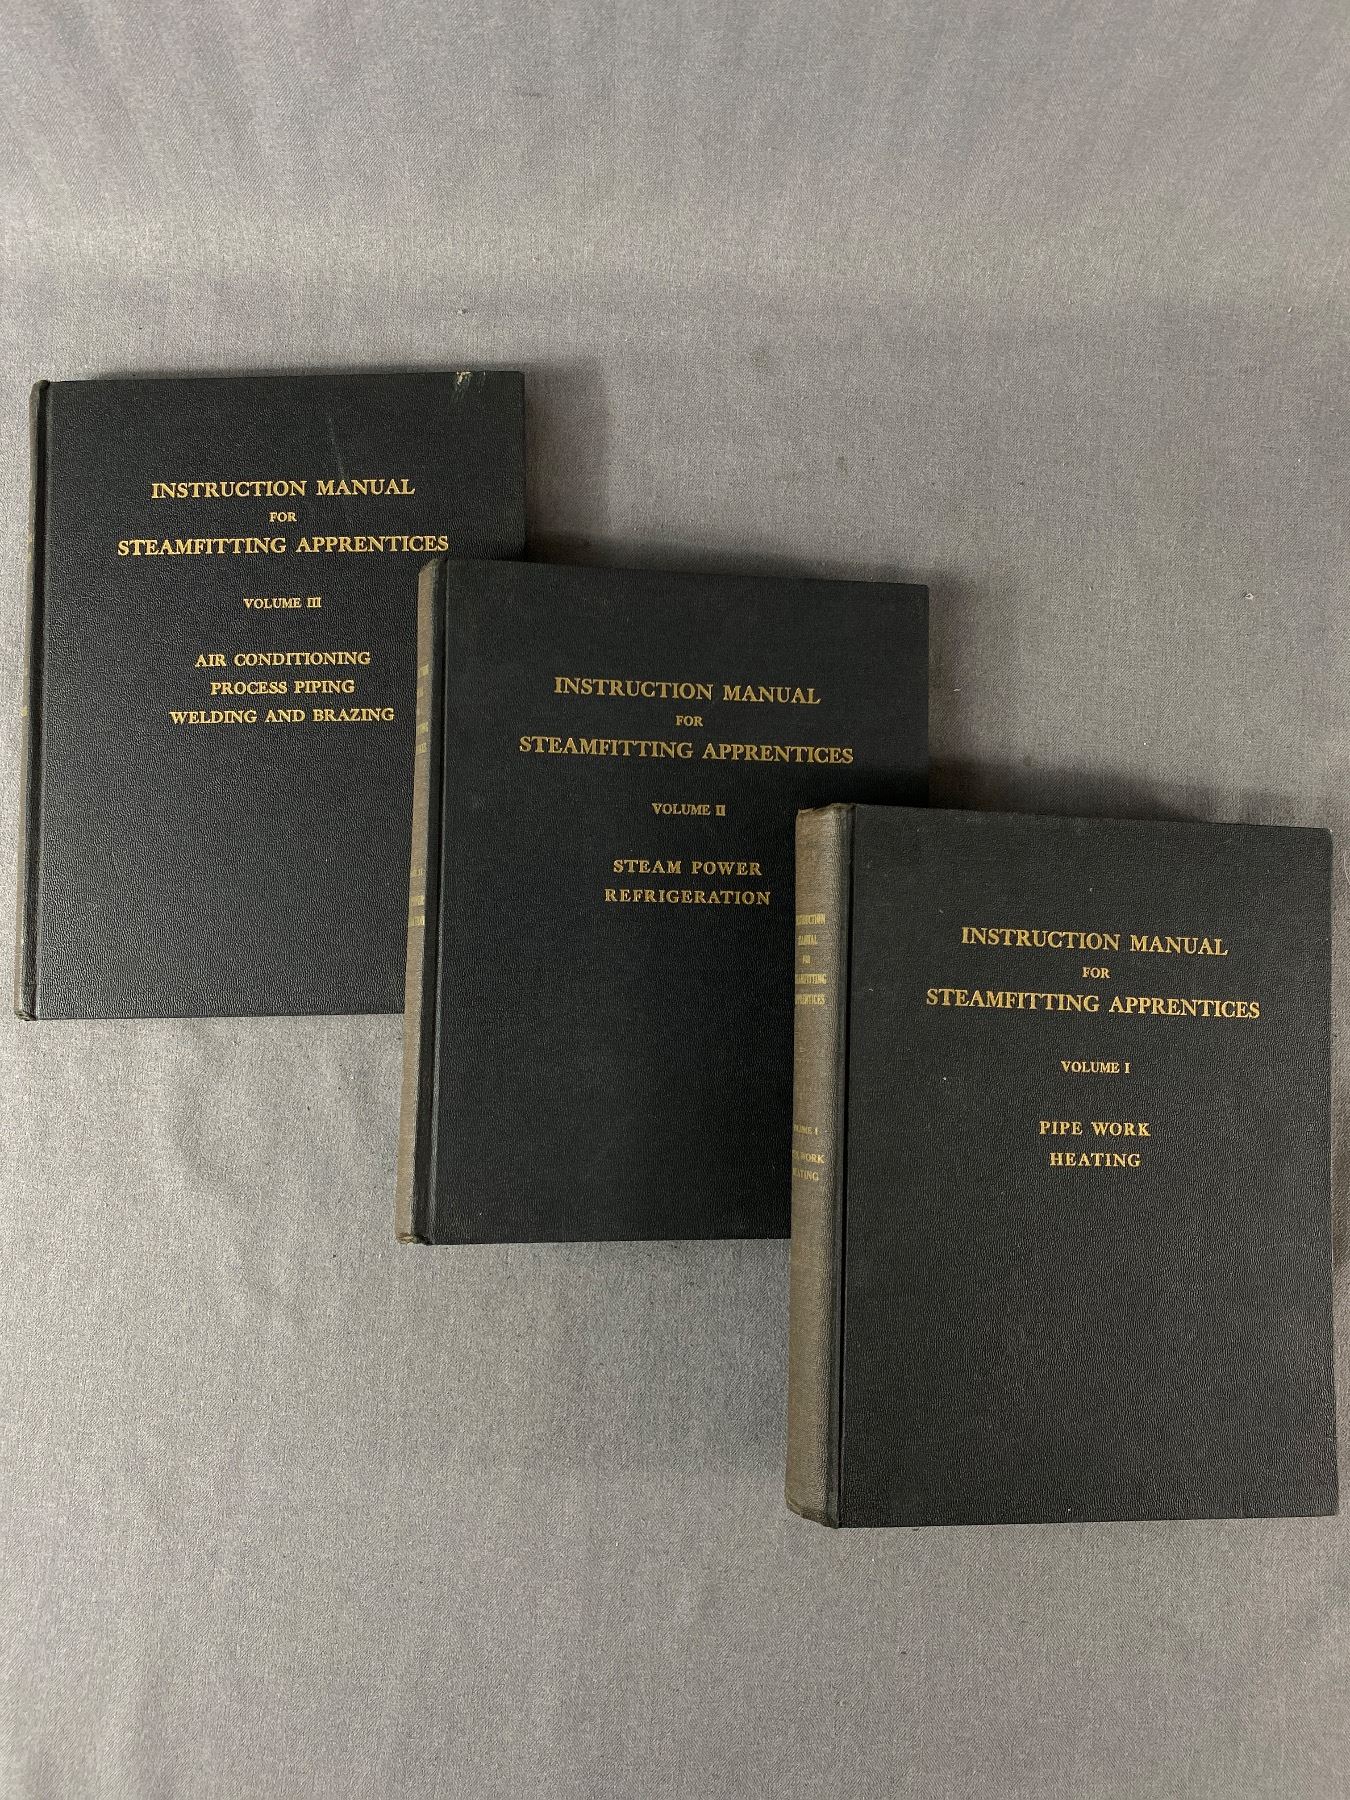 INSTRUCTION MANUAL
FOR
STEAMFITTING APPRENTICES
VOLUME III
AIR CONDITIONING
PROCESS PIPING
WELDING AND BRAZING
INSTRUCTION MANUAL
FOR
STEAMFITTING APPRENTICES
VOLUME II
STEAM POWER
REFRIGERATION
INSTRUCTION MANUAL
FOR
STEAMFITTING APPRENTICES
VOLUME I
PIPE WORK
HEATING